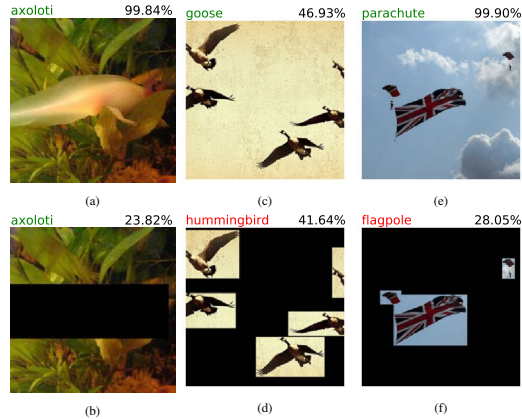 axoloti 99.84% goose 46.93% parachute 99.90%
(a) (c) (e)
axoloti 23.82% hummingbird 41.64% flagpole 28.05%
(b) (d) (f)